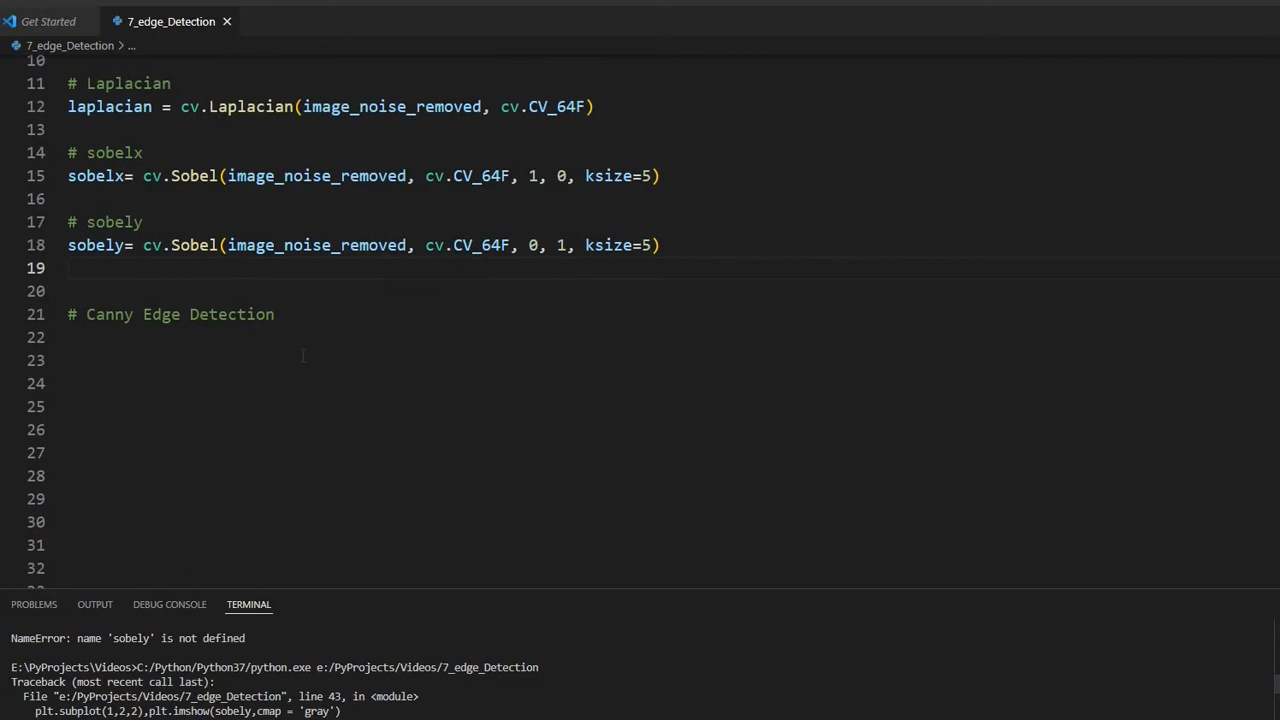 Get Started 7_edge_Detection ×
7_edge_Detection > ...
10
11 # Laplacian
12 laplacian = cv.Laplacian(image_noise_removed, cv.CV_64F)
13
14 # sobelx
15 sobelx= cv.Sobel(image_noise_removed, cv.CV_64F, 1, 0, ksize=5)
16
17 # sobely
18 sobely= cv.Sobel(image_noise_removed, cv.CV_64F, 0, 1, ksize=5)
19
20
21 # Canny Edge Detection
22
23
24
25
26
27
28
29
30
31
32
PROBLEMS OUTPUT DEBUG CONSOLE TERMINAL
NameError: name 'sobely' is not defined
E:\PyProjects\Videos>C:/Python/Python37/python.exe e:/PyProjects/Videos/7_edge_Detection
Traceback (most recent call last):
File "e:/PyProjects/Videos/7_edge_Detection", line 43, in <module>
plt.subplot(1,2,2),plt.imshow(sobely,cmap = 'gray')